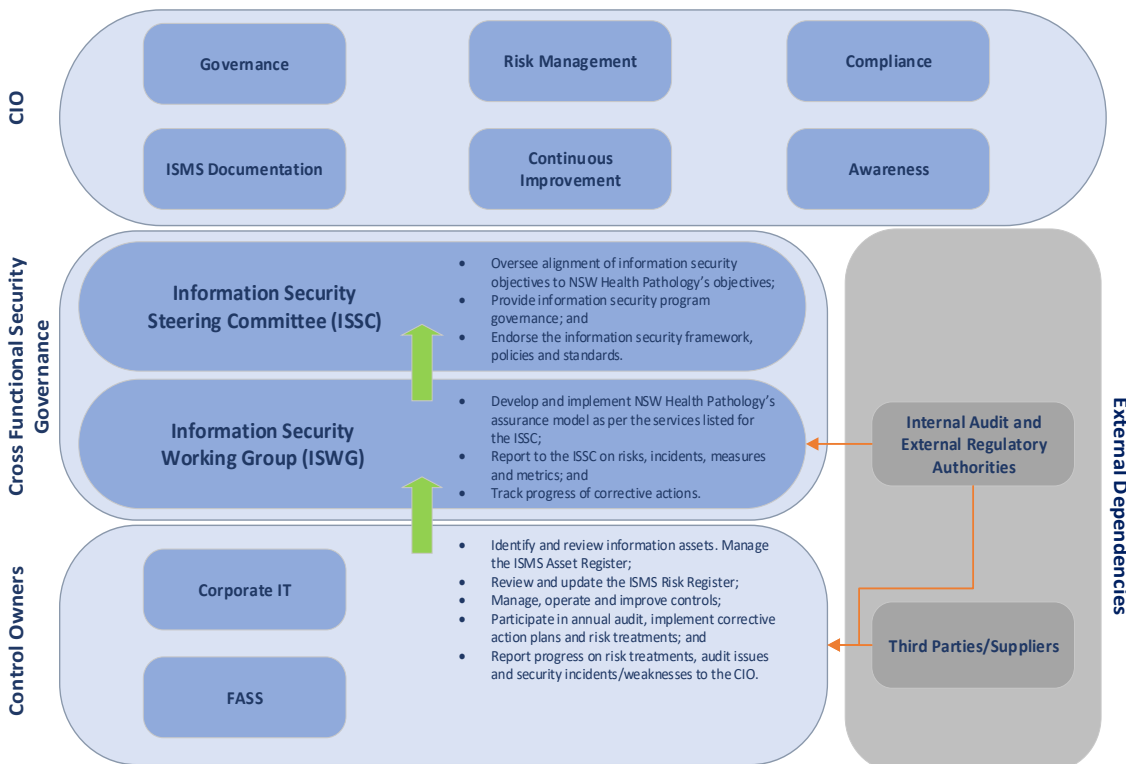 CIO
Governance
Risk Management
Compliance
ISMS Documentation
Continuous
Improvement
Awareness
Cross Functional Security
Governance
Information Security
Steering Committee (ISSC)
• Oversee alignment of information security
objectives to NSW Health Pathology's objectives;
• Provide information security program
governance; and
• Endorse the information security framework,
policies and standards.
Information Security
Working Group (ISWG)
• Develop and implement NSW Health Pathology's
assurance model as per the services listed for
the ISSC;
• Report to the ISSC on risks, incidents, measures
and metrics; and
• Track progress of corrective actions.
Control Owners
Corporate IT
FASS
• Identify and review information assets. Manage
the ISMS Asset Register;
• Review and update the ISMS Risk Register;
• Manage, operate and improve controls;
• Participate in annual audit, implement corrective
action plans and risk treatments; and
• Report progress on risk treatments, audit issues
and security incidents/weaknesses to the CIO.
Internal Audit and
External Regulatory
Authorities
Third Parties/Suppliers
External Dependencies